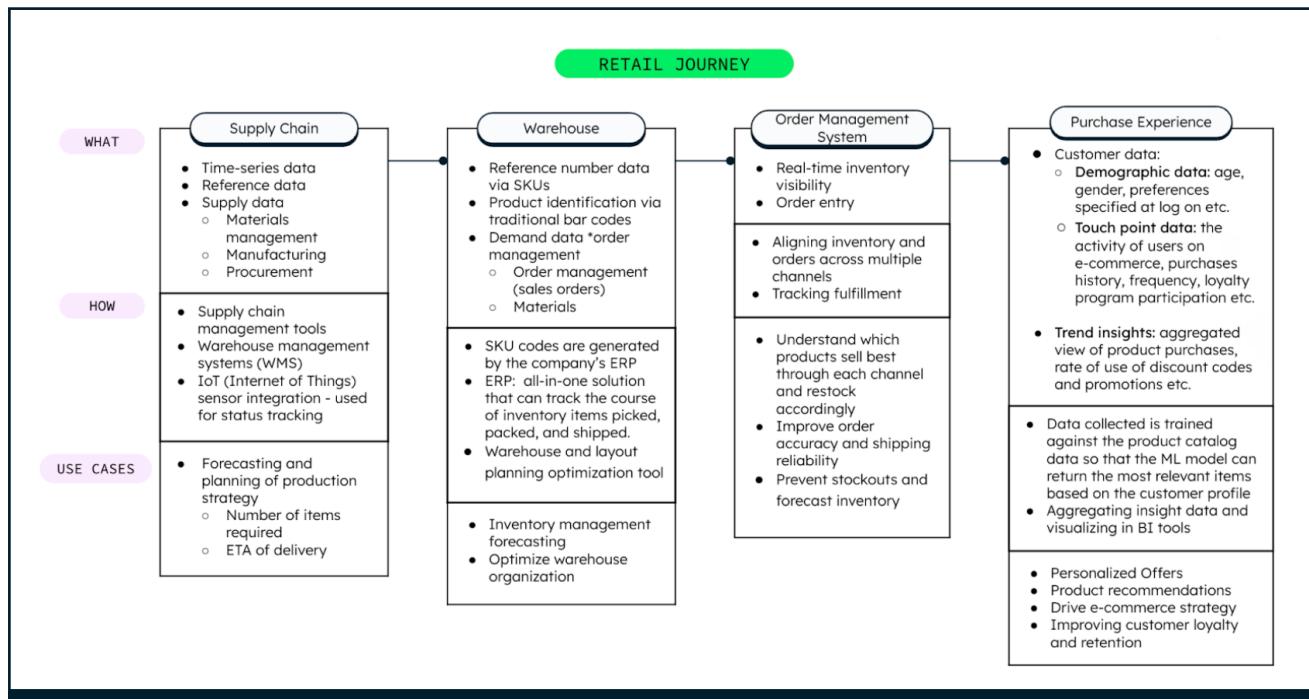 RETAIL JOURNEY
WHAT
HOW
USE CASES
Supply Chain
● Time-series data
● Reference data
● Supply data
○ Materials
management
○ Manufacturing
○ Procurement
● Supply chain
management tools
● Warehouse management
systems (WMS)
● IoT (Internet of Things)
sensor integration - used
for status tracking
● Forecasting and
planning of production
strategy
○ Number of items
required
○ ETA of delivery
Warehouse
● Reference number data
via SKUs
● Product identification via
traditional bar codes
● Demand data *order
management
○ Order management
(sales orders)
○ Materials
● SKU codes are generated
by the company's ERP
● ERP: all-in-one solution
that can track the course
of inventory items picked,
packed, and shipped.
● Warehouse and layout
planning optimization tool
● Inventory management
forecasting
● Optimize warehouse
organization
Order Management
System
● Real-time inventory
visibility
● Order entry
● Aligning inventory and
orders across multiple
channels
● Tracking fulfillment
● Understand which
products sell best
through each channel
and restock
accordingly
● Improve order
accuracy and shipping
reliability
● Prevent stockouts and
forecast inventory
Purchase Experience
● Customer data:
○ Demographic data: age,
gender, preferences
specified at log on etc.
○ Touch point data: the
activity of users on
e-commerce, purchases
history, frequency, loyalty
program participation etc.
● Trend insights: aggregated
view of product purchases,
rate of use of discount codes
and promotions etc.
● Data collected is trained
against the product catalog
data so that the ML model can
return the most relevant items
based on the customer profile
● Aggregating insight data and
visualizing in BI tools
● Personalized Offers
● Product recommendations
● Drive e-commerce strategy
● Improving customer loyalty
and retention